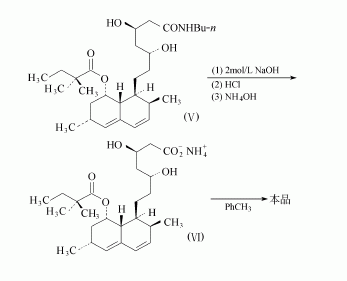 HO CONHBu-n
OH
O
H₃C O
H₃C CH₃ H H CH₃
H₃C
(Ⅴ)
(1) 2mol/L NaOH
(2) HCl
(3) NH4OH
HO CO₂⁻ NH₄⁺
OH
O
H₃C O
H₃C CH₃ H H CH₃
H₃C
(Ⅵ)
PhCH₃
本品